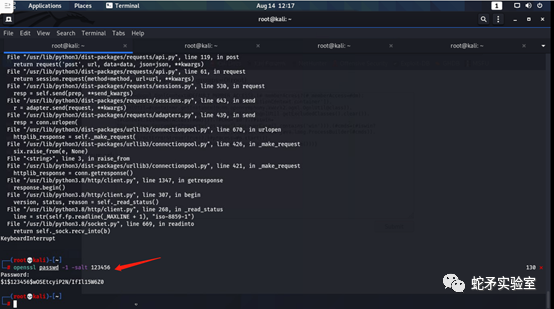 Applications Places Terminal Aug 14 12:17 1
root@kali: ~
File Edit View Search Terminal Tabs Help
root@kali: ~ root@kali: ~ root@kali: ~ root@kali: ~
File "/usr/lib/python3/dist-packages/requests/api.py", line 119, in post
return request('post', url, data=data, json=json, **kwargs)
File "/usr/lib/python3/dist-packages/requests/api.py", line 61, in request
return session.request(method=method, url=url, **kwargs)
File "/usr/lib/python3/dist-packages/requests/sessions.py", line 530, in request
resp = self.send(prep, **send_kwargs)
File "/usr/lib/python3/dist-packages/requests/sessions.py", line 643, in send
r = adapter.send(request, **kwargs)
File "/usr/lib/python3/dist-packages/requests/adapters.py", line 439, in send
resp = conn.urlopen(
File "/usr/lib/python3/dist-packages/urllib3/connectionpool.py", line 670, in urlopen
httplib_response = self._make_request(
File "/usr/lib/python3/dist-packages/urllib3/connectionpool.py", line 426, in _make_request
six.raise_from(e, None)
File "<string>", line 3, in raise_from
File "/usr/lib/python3/dist-packages/urllib3/connectionpool.py", line 421, in _make_request
httplib_response = conn.getresponse()
File "/usr/lib/python3.8/http/client.py", line 1347, in getresponse
response.begin()
File "/usr/lib/python3.8/http/client.py", line 307, in begin
version, status, reason = self._read_status()
File "/usr/lib/python3.8/http/client.py", line 268, in _read_status
line = str(self.fp.readline(_MAXLINE + 1), "iso-8859-1")
File "/usr/lib/python3.8/socket.py", line 669, in readinto
return self._sock.recv_into(b)
KeyboardInterrupt
(root💀kali)-[~]
# openssl passwd -1 -salt 123456 130
Password:
(root💀kali)-[~]
#
蛇矛实验室